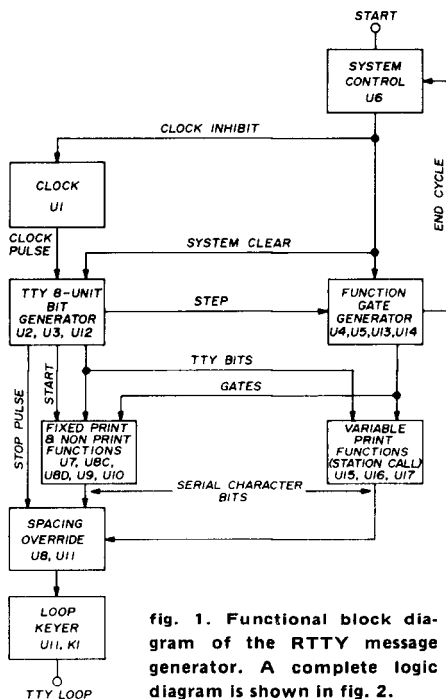 START
SYSTEM
CONTROL
U6
CLOCK INHIBIT
END CYCLE
CLOCK
U1
CLOCK
PULSE
SYSTEM CLEAR
TTY 8-UNIT
BIT
GENERATOR
U2, U3, U12
STEP
FUNCTION
GATE
GENERATOR
U4, U5, U13, U14
STOP PULSE
START
TTY BITS
GATES
FIXED PRINT
& NON PRINT
FUNCTIONS
U7, U8C,
U8D, U9, U10
VARIABLE
PRINT
FUNCTIONS
(STATION CALL)
U15, U16, U17
SERIAL CHARACTER
BITS
SPACING
OVERRIDE
U8, U11
LOOP
KEYER
U11, K1
TTY LOOP
fig. 1. Functional block dia-
gram of the RTTY message
generator. A complete logic
diagram is shown in fig. 2.